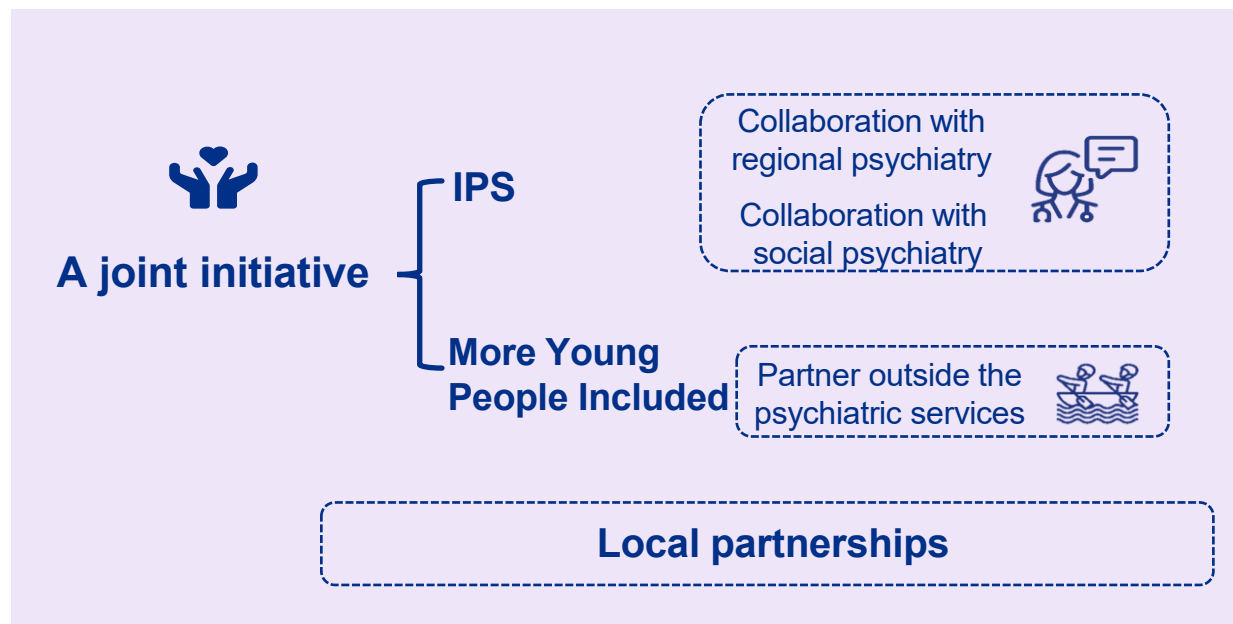 A joint initiative
IPS
Collaboration with
regional psychiatry
Collaboration with
social psychiatry
More Young
People Included
Partner outside the
psychiatric services
Local partnerships